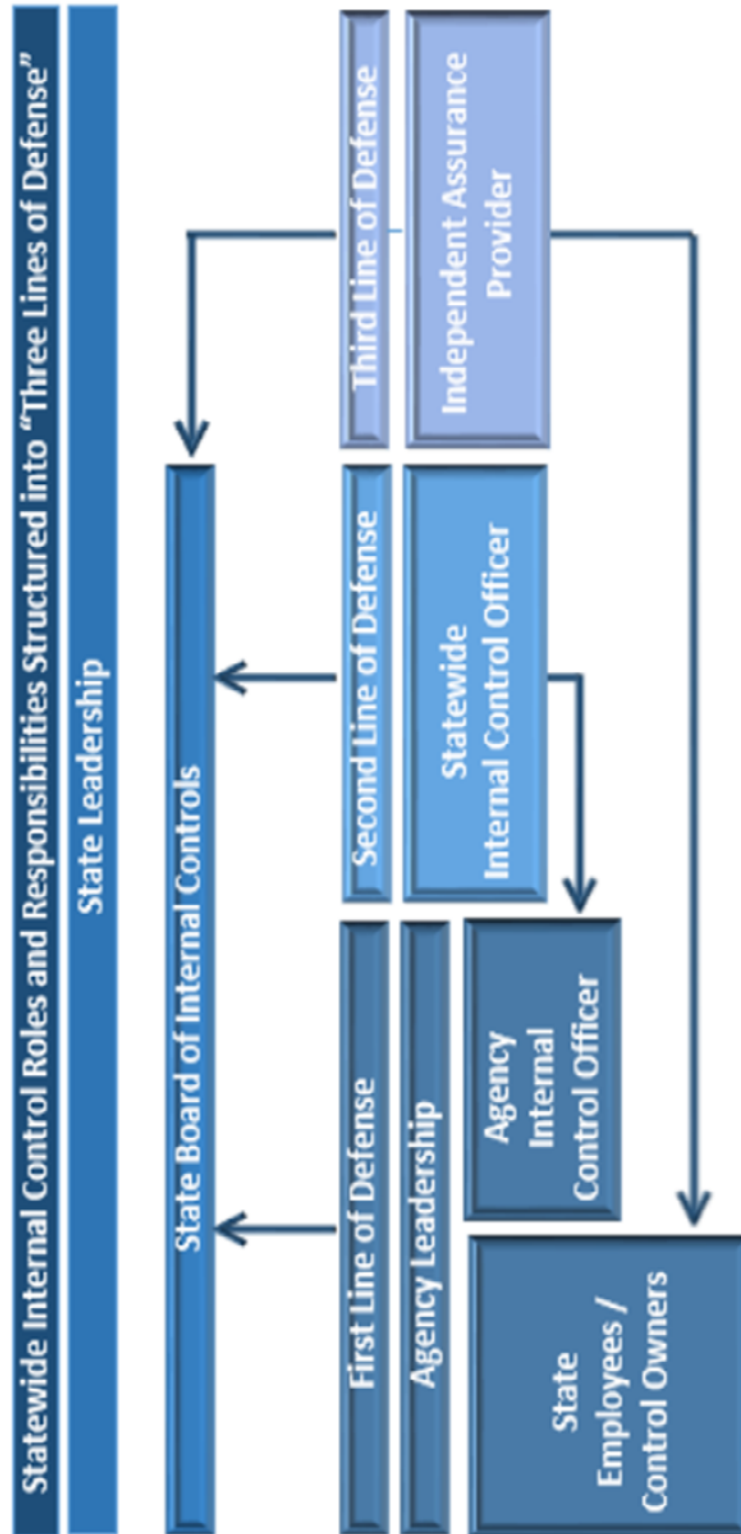 Statewide Internal Control Roles and Responsibilities Structured into “Three Lines of Defense”
State Leadership
State Board of Internal Controls
First Line of Defense
Second Line of Defense
Third Line of Defense
Agency Leadership
State
Employees /
Control Owners
Agency
Internal
Control Officer
Statewide
Internal Control Officer
Independent Assurance
Provider